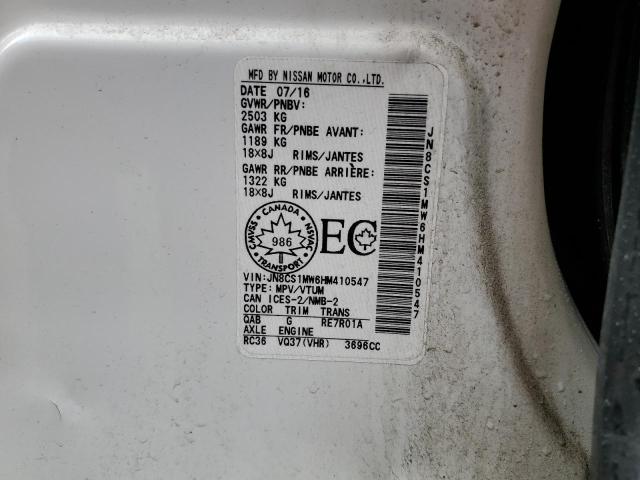 MFD BY NISSAN MOTOR CO.,LTD.
DATE 07/16
GVWR/PNBV:
2503 KG
GAWR FR/PNBE AVANT:
1189 KG
18×8J RIMS/JANTES
GAWR RR/PNBE ARRIÈRE:
1322 KG
18×8J RIMS/JANTES
CANADA
CMVSS
NSVAC
986
EC
VIN:JN8CS1MW6HM410547
TYPE: MPV/VTUM
CAN ICES-2/NMB-2
COLOR TRIM TRANS
QAB G RE7R01A
AXLE ENGINE
RC36 VQ37(VHR) 3696CC
JN8CS1MW6HM410547